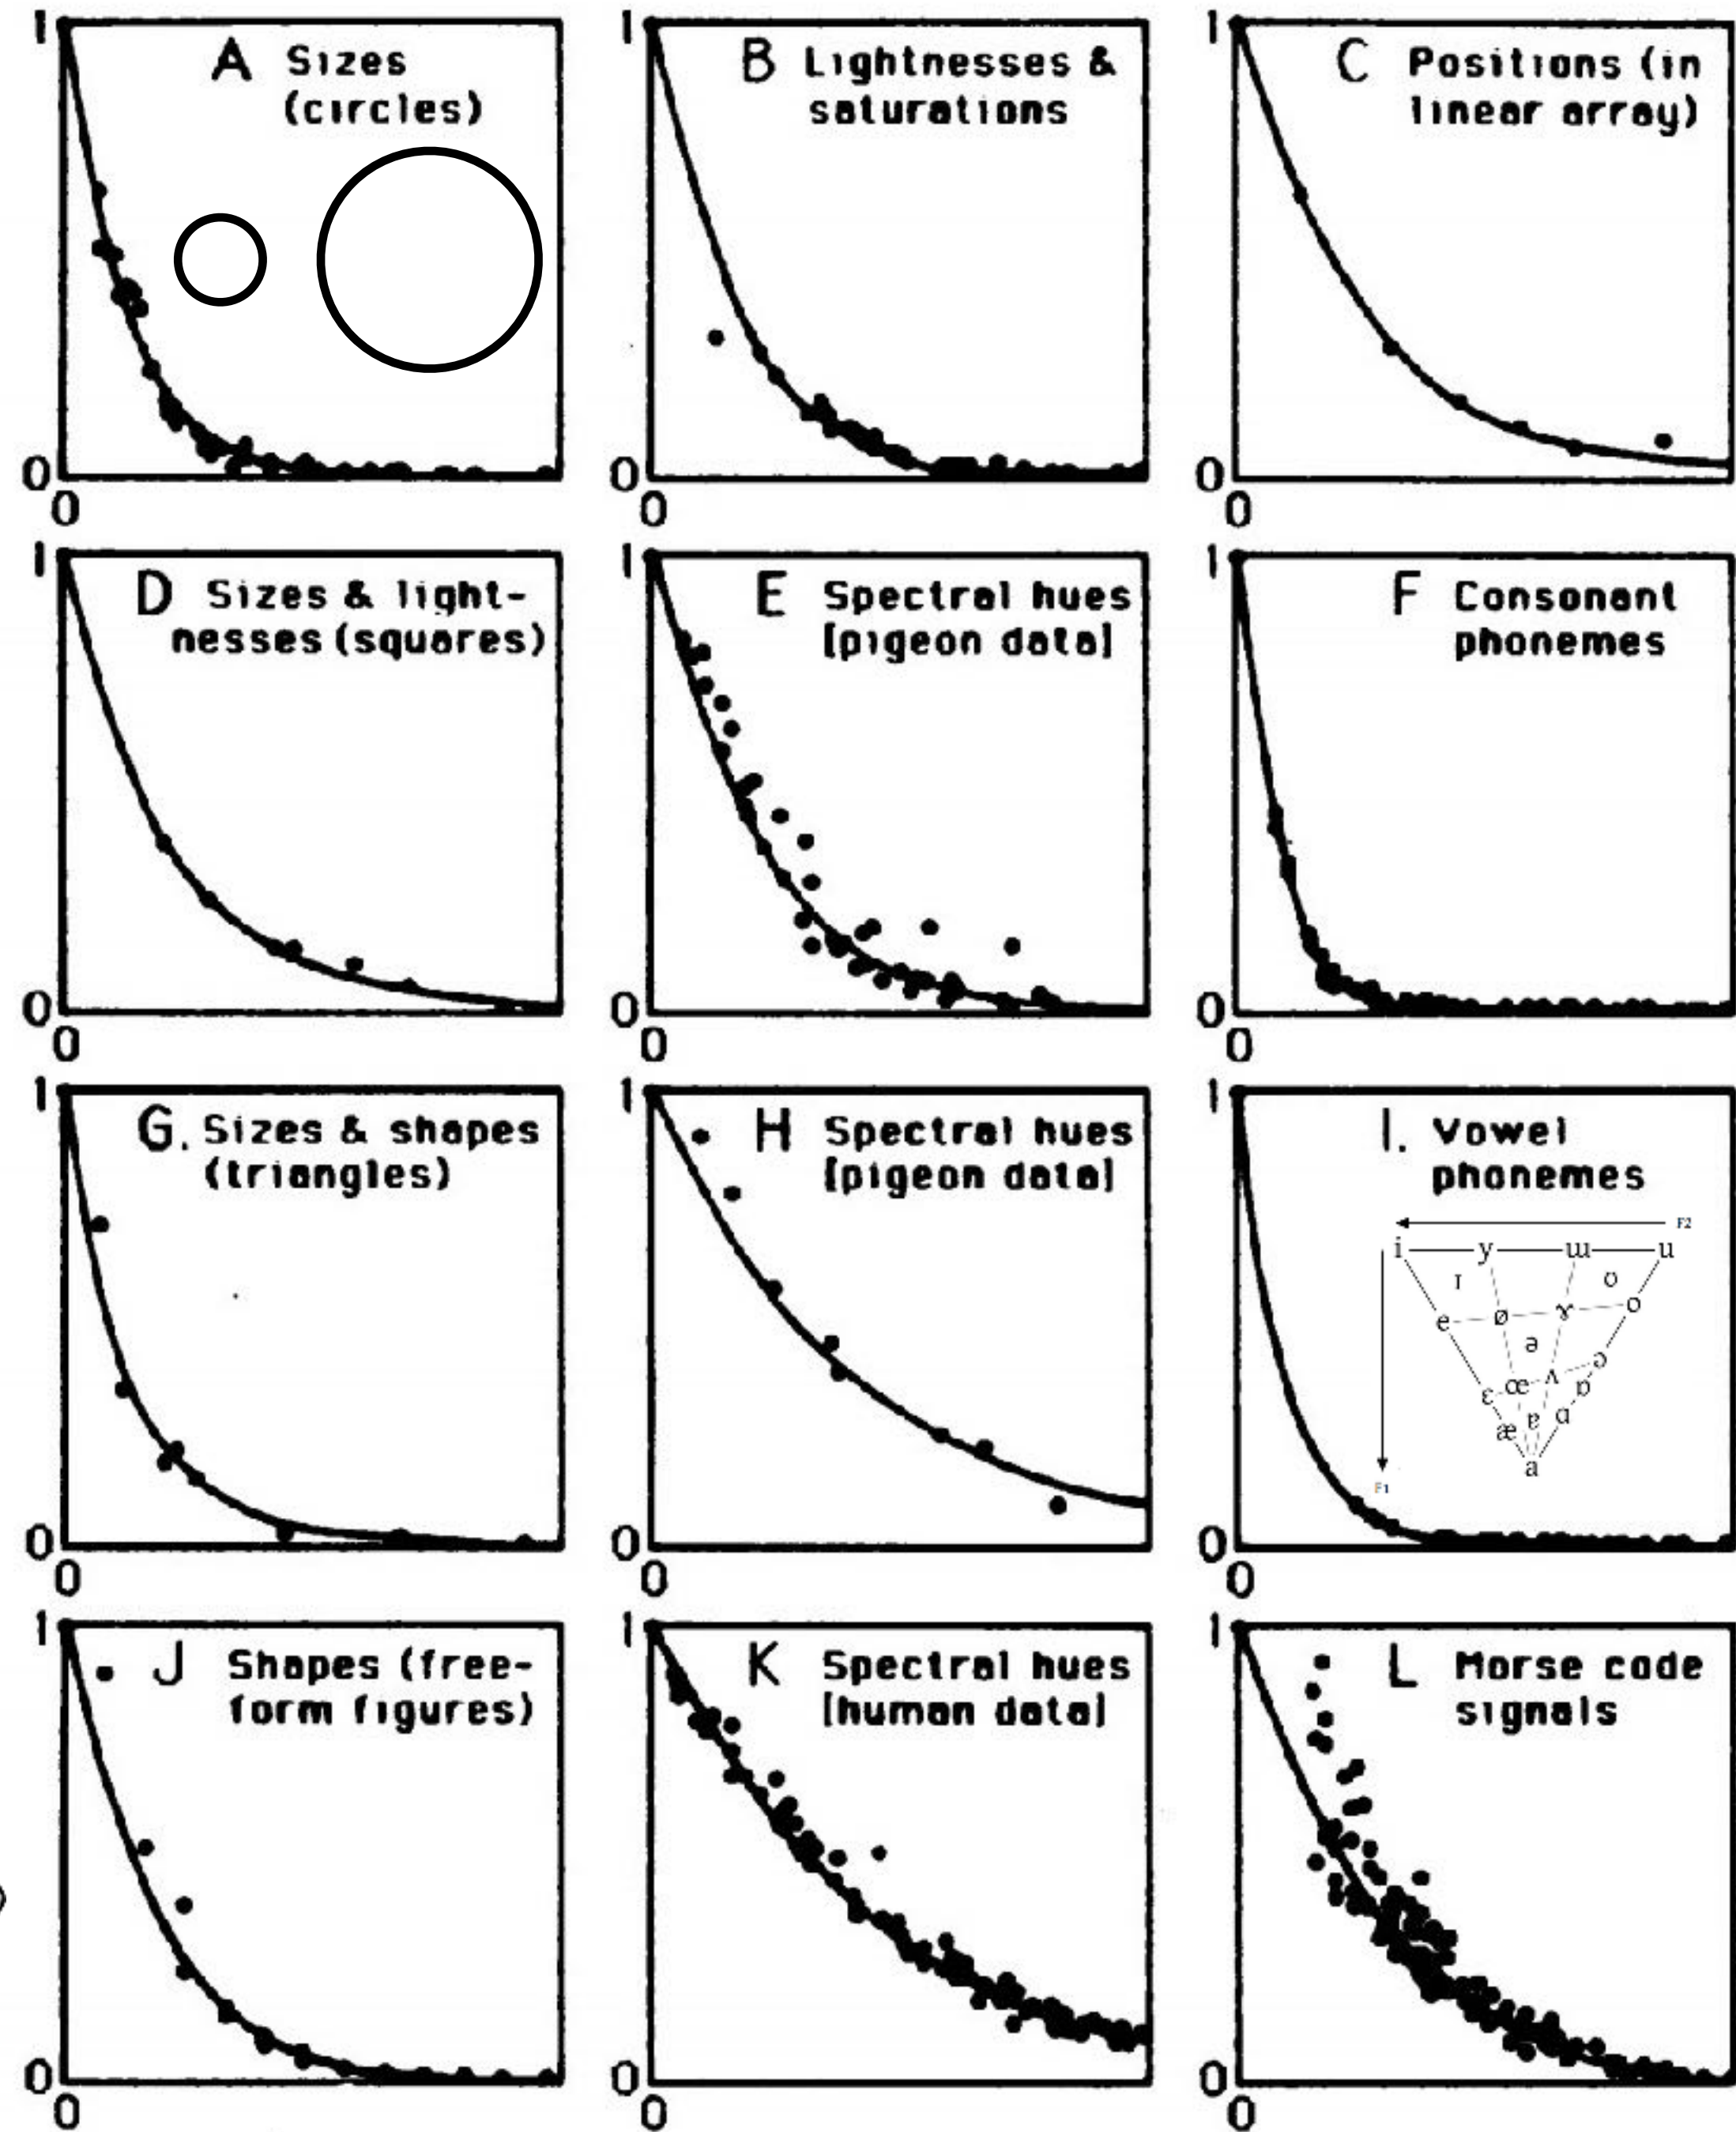 1
A Sizes
(circles)
0
0
1
B Lightnesses &
saturations
0
0
1
C Positions (in
linear array)
0
0
1
D Sizes & light-
nesses (squares)
0
0
1
E Spectral hues
[pigeon data]
0
0
1
F Consonant
phonemes
0
0
1
G. Sizes & shapes
(triangles)
0
0
1
H Spectral hues
[pigeon data]
0
0
1
I. Vowel
phonemes
F2
i y ɯ u
ɪ ʊ
e ø ɤ o
ə
ɔ
ɛ œ ʌ ɒ
æ ɐ ɑ
a
F1
0
0
1
J Shapes (free-
form figures)
0
0
1
K Spectral hues
[human data]
0
0
1
L Morse code
signals
0
0